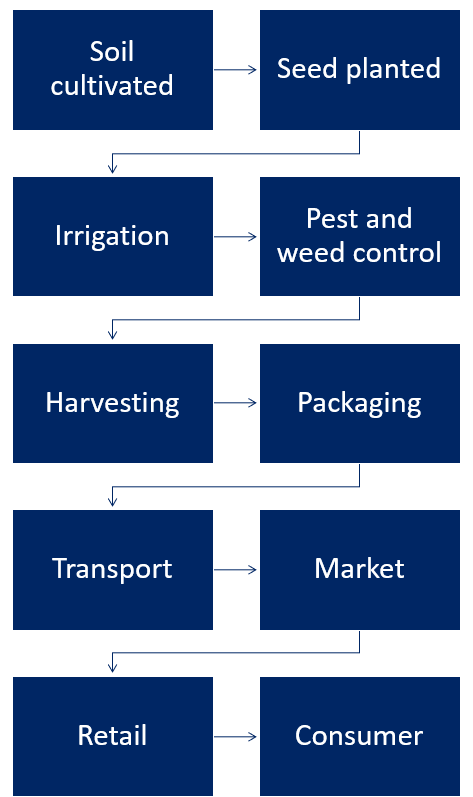 Soil
cultivated
Seed planted
Irrigation
Pest and
weed control
Harvesting
Packaging
Transport
Market
Retail
Consumer